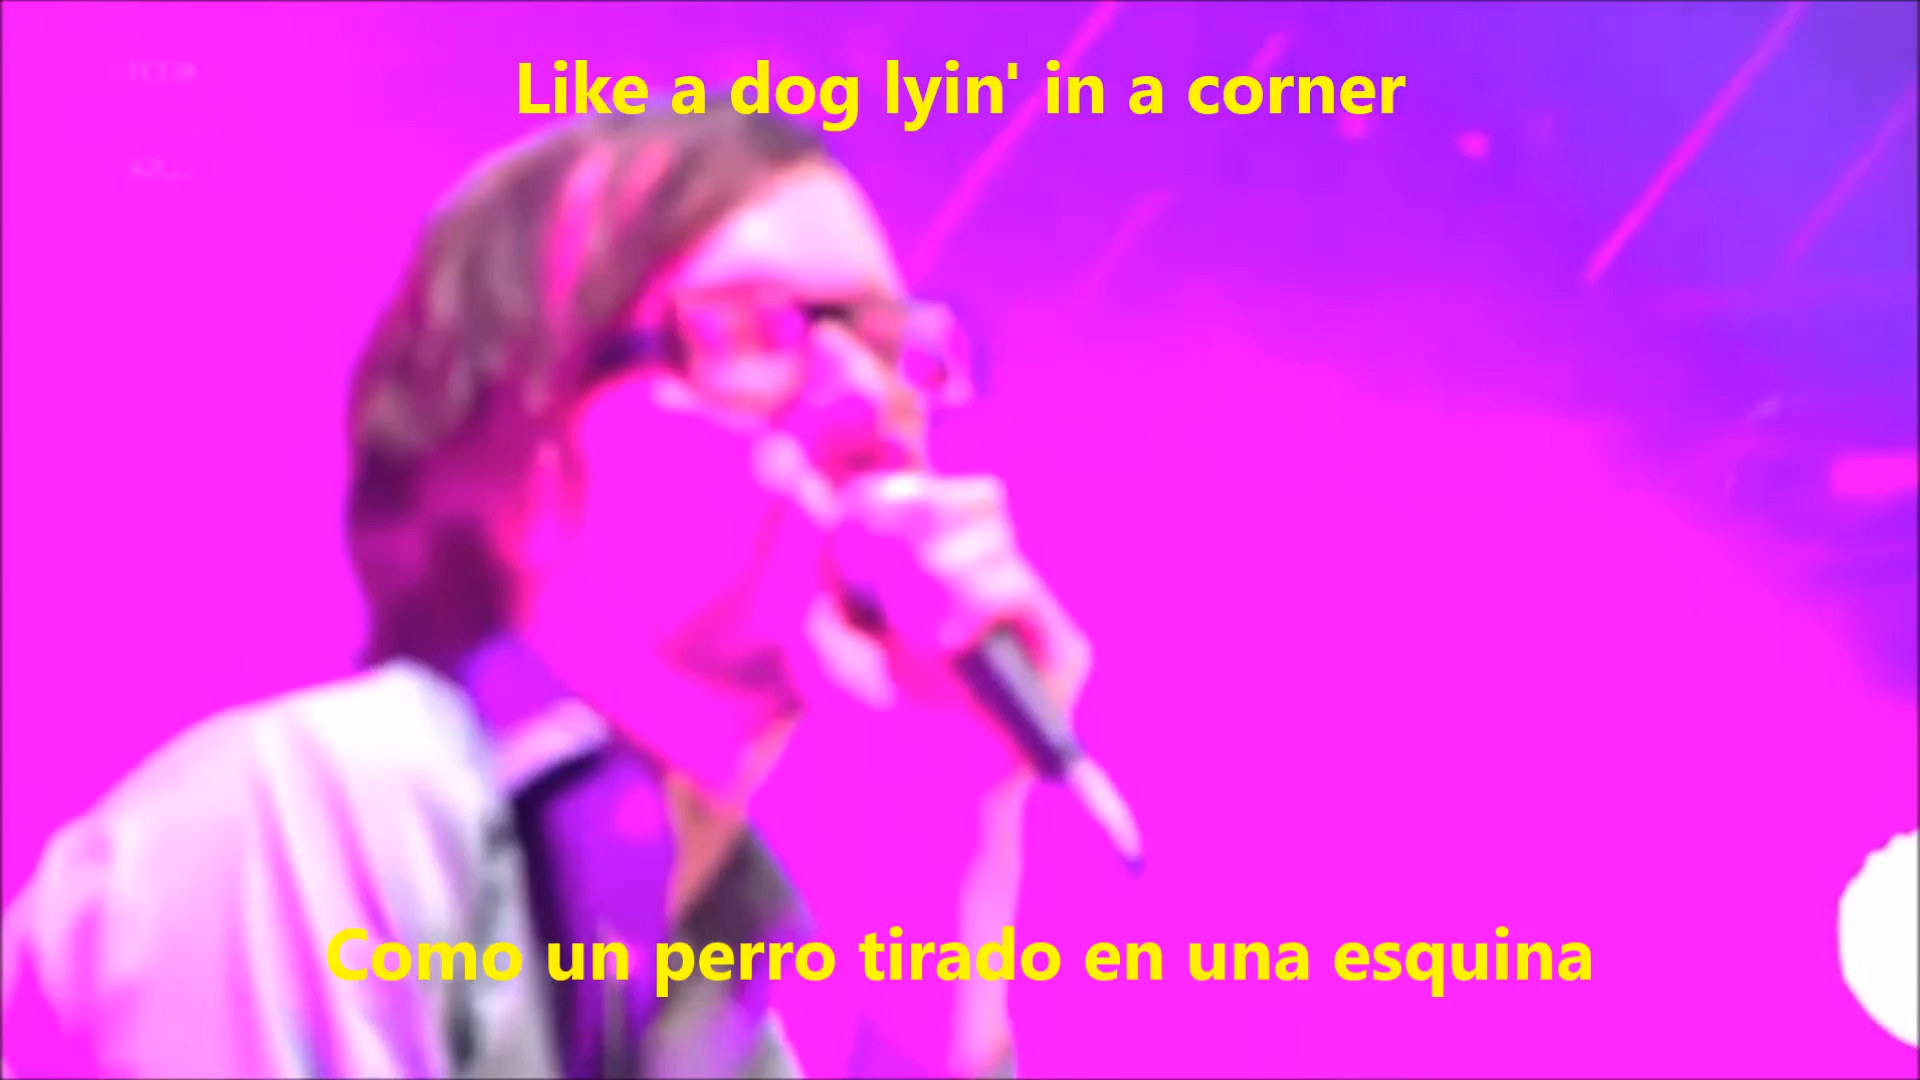 Like a dog lyin' in a corner
Como un perro tirado en una esquina